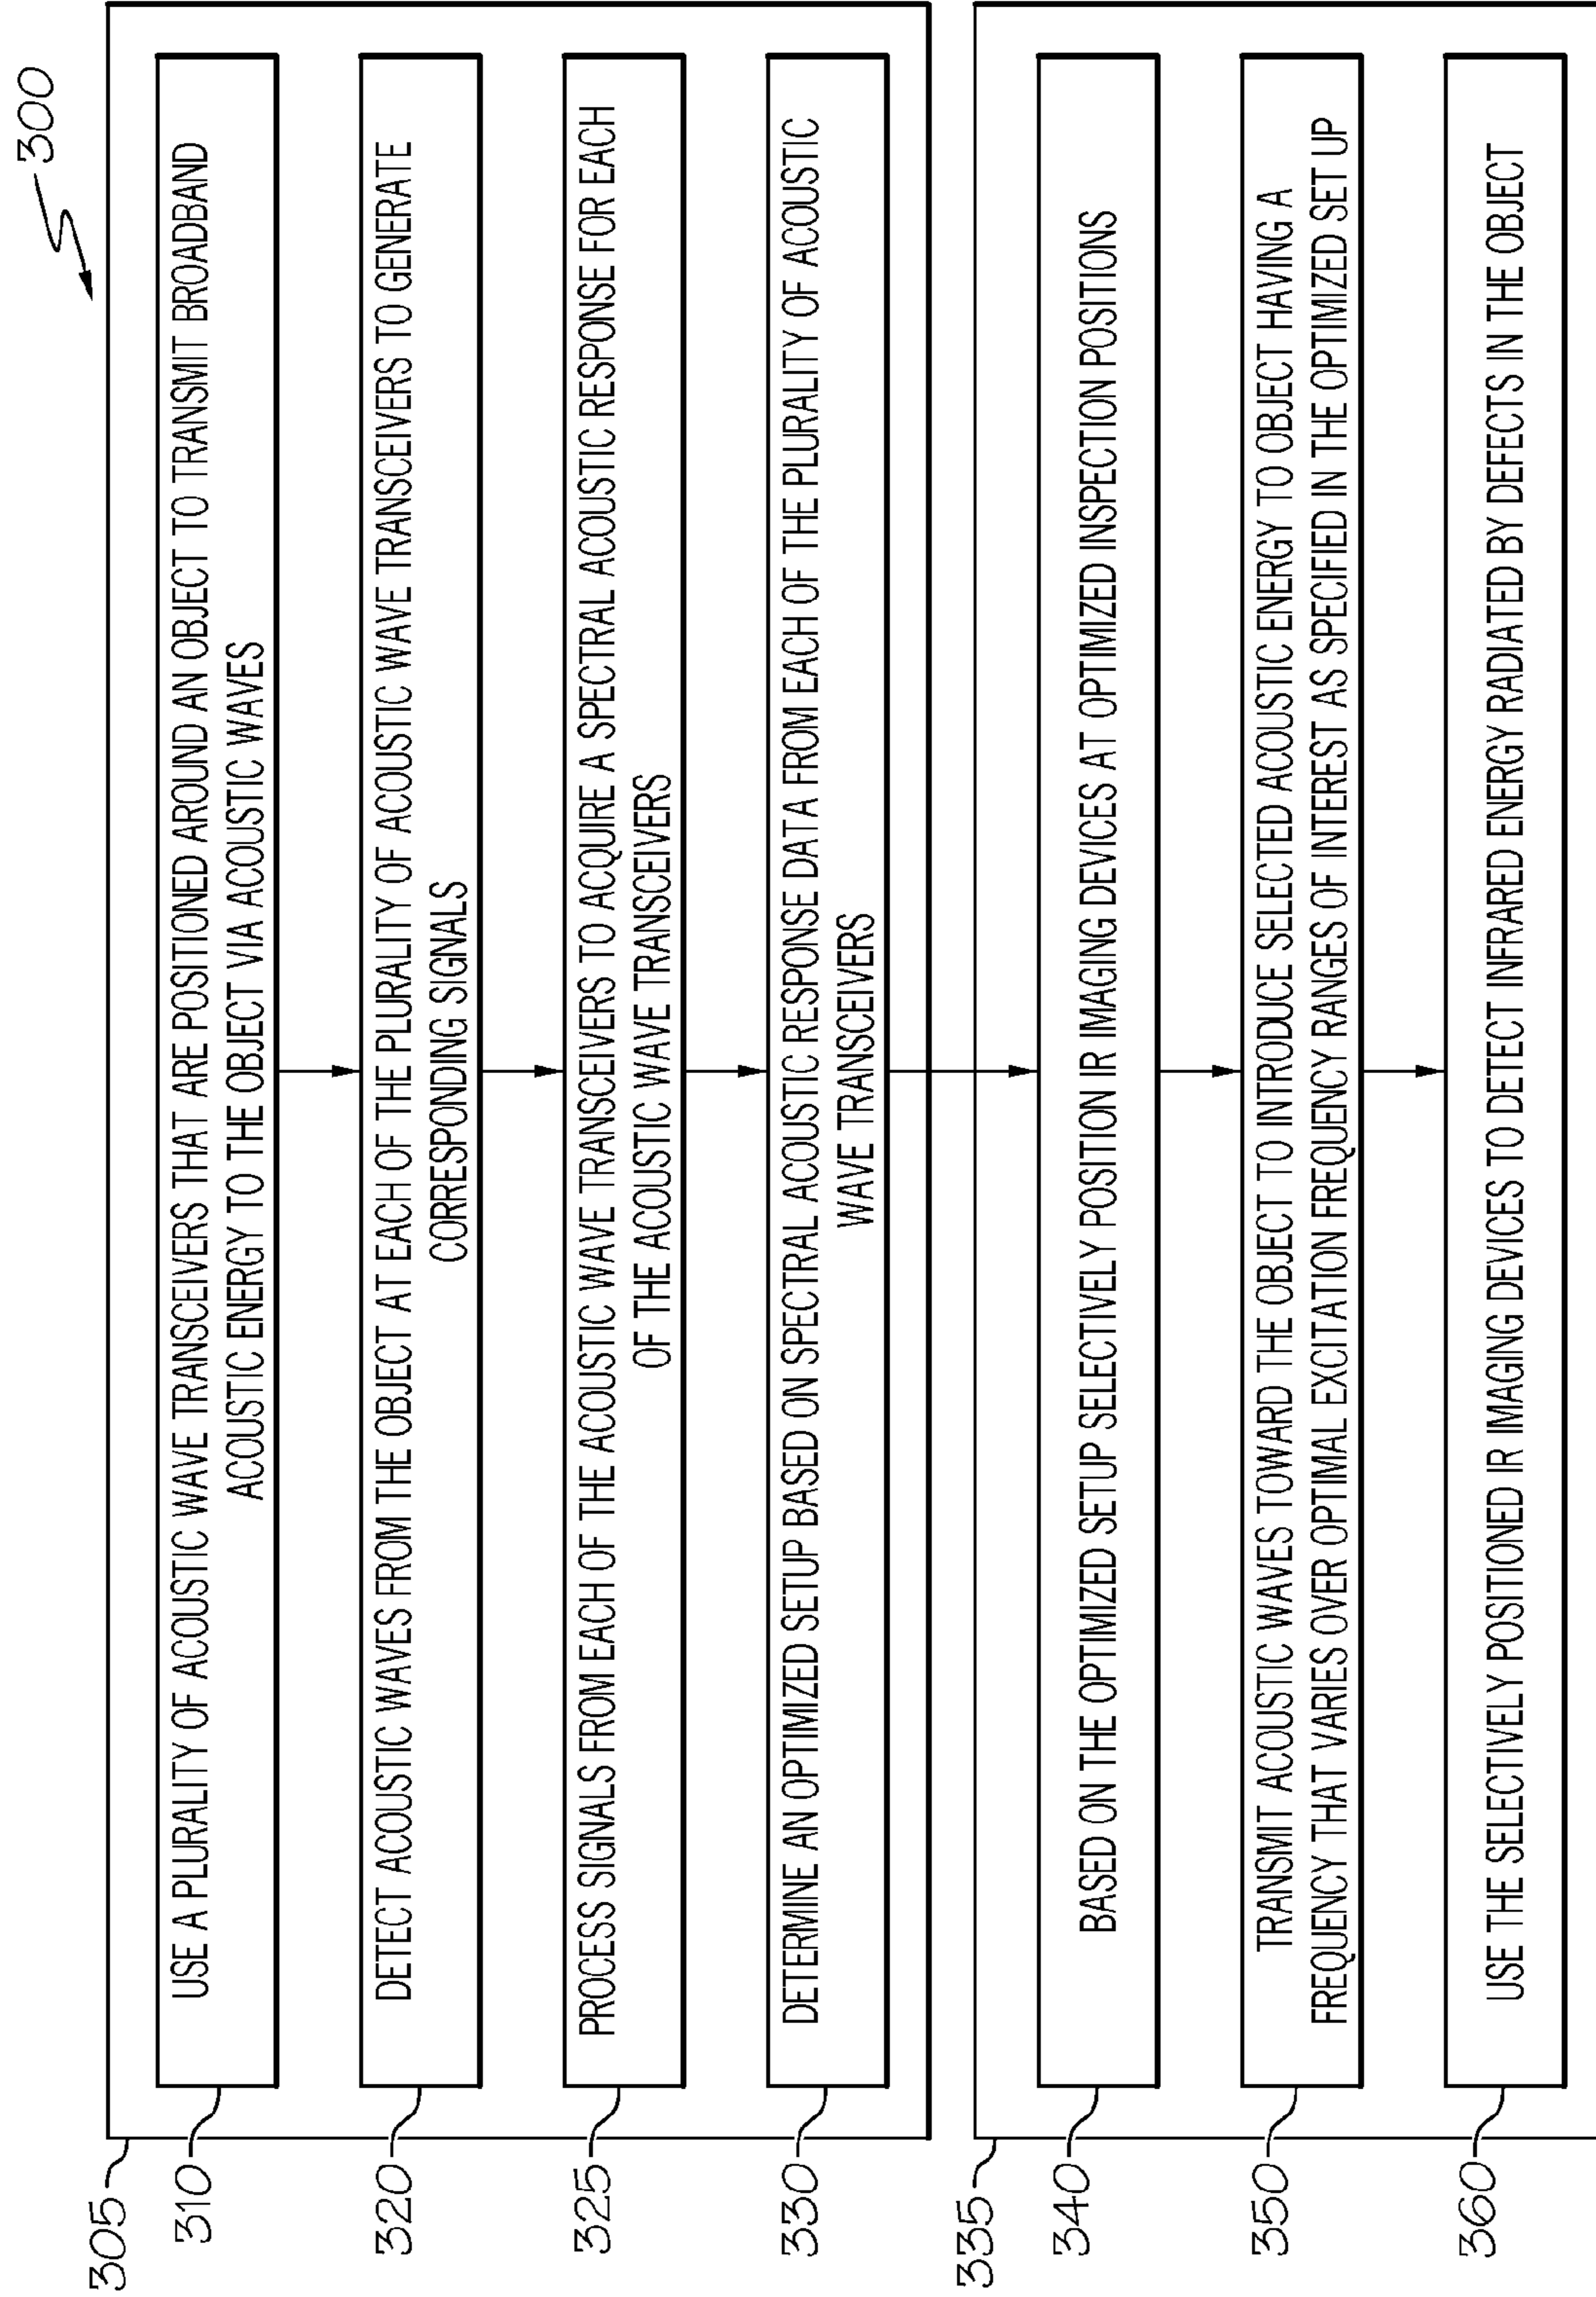 300
305
310
USE A PLURALITY OF ACOUSTIC WAVE TRANSCEIVERS THAT ARE POSITIONED AROUND AN OBJECT TO TRANSMIT BROADBAND
ACOUSTIC ENERGY TO THE OBJECT VIA ACOUSTIC WAVES
320
DETECT ACOUSTIC WAVES FROM THE OBJECT AT EACH OF THE PLURALITY OF ACOUSTIC WAVE TRANSCEIVERS TO GENERATE
CORRESPONDING SIGNALS
325
PROCESS SIGNALS FROM EACH OF THE ACOUSTIC WAVE TRANSCEIVERS TO ACQUIRE A SPECTRAL ACOUSTIC RESPONSE FOR EACH
OF THE ACOUSTIC WAVE TRANSCEIVERS
330
DETERMINE AN OPTIMIZED SETUP BASED ON SPECTRAL ACOUSTIC RESPONSE DATA FROM EACH OF THE PLURALITY OF ACOUSTIC
WAVE TRANSCEIVERS
335
340
BASED ON THE OPTIMIZED SETUP SELECTIVELY POSITION IR IMAGING DEVICES AT OPTIMIZED INSPECTION POSITIONS
350
TRANSMIT ACOUSTIC WAVES TOWARD THE OBJECT TO INTRODUCE SELECTED ACOUSTIC ENERGY TO OBJECT HAVING A
FREQUENCY THAT VARIES OVER OPTIMAL EXCITATION FREQUENCY RANGES OF INTEREST AS SPECIFIED IN THE OPTIMIZED SET UP
360
USE THE SELECTIVELY POSITIONED IR IMAGING DEVICES TO DETECT INFRARED ENERGY RADIATED BY DEFECTS IN THE OBJECT